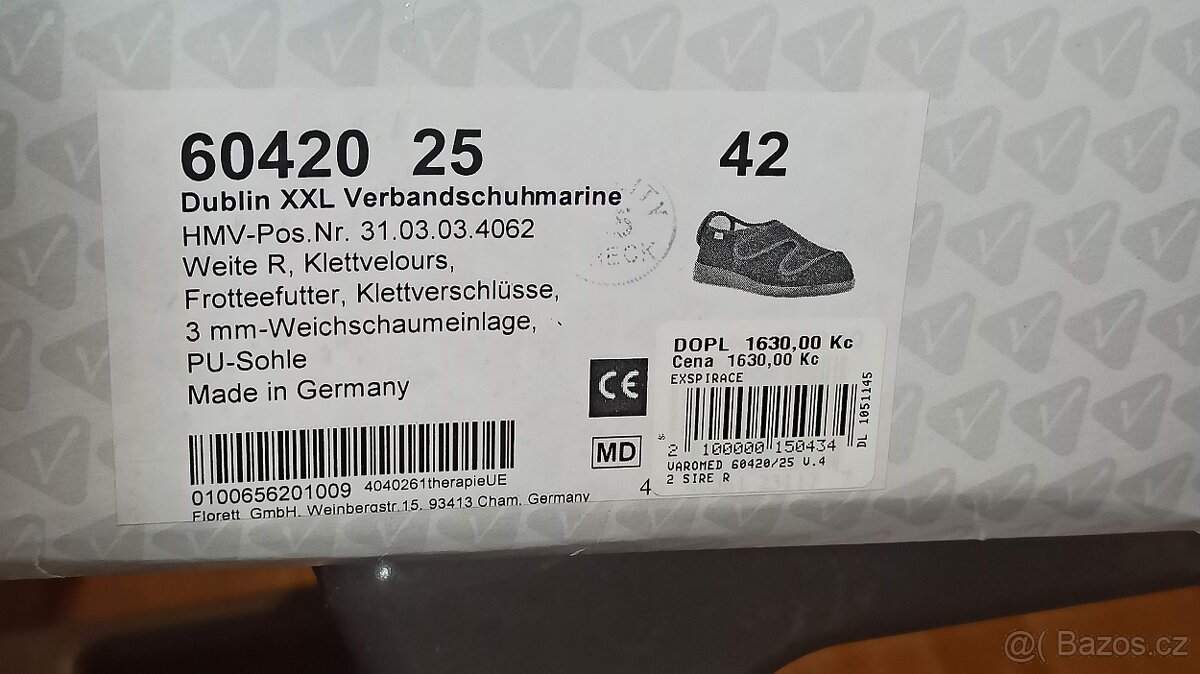 60420 25 42
Dublin XXL Verbandschuhmarine
HMV-Pos.Nr. 31.03.03.4062
Weite R, Klettvelours,
Frotteefutter, Klettverschlüsse,
3 mm-Weichschaumeinlage,
PU-Sohle
Made in Germany
0100656201009 4040261therapieUE
Florett GmbH, Weinbergstr.15, 93413 Cham, Germany
CE
MD
4
DOPL 1630,00 Kc
Cena 1630,00 Kc
EXSPIRACE
2 100000 150434
DL 1051145
VAROMED 60420/25 V.4
2 SIRE R
@( Bazos.cz